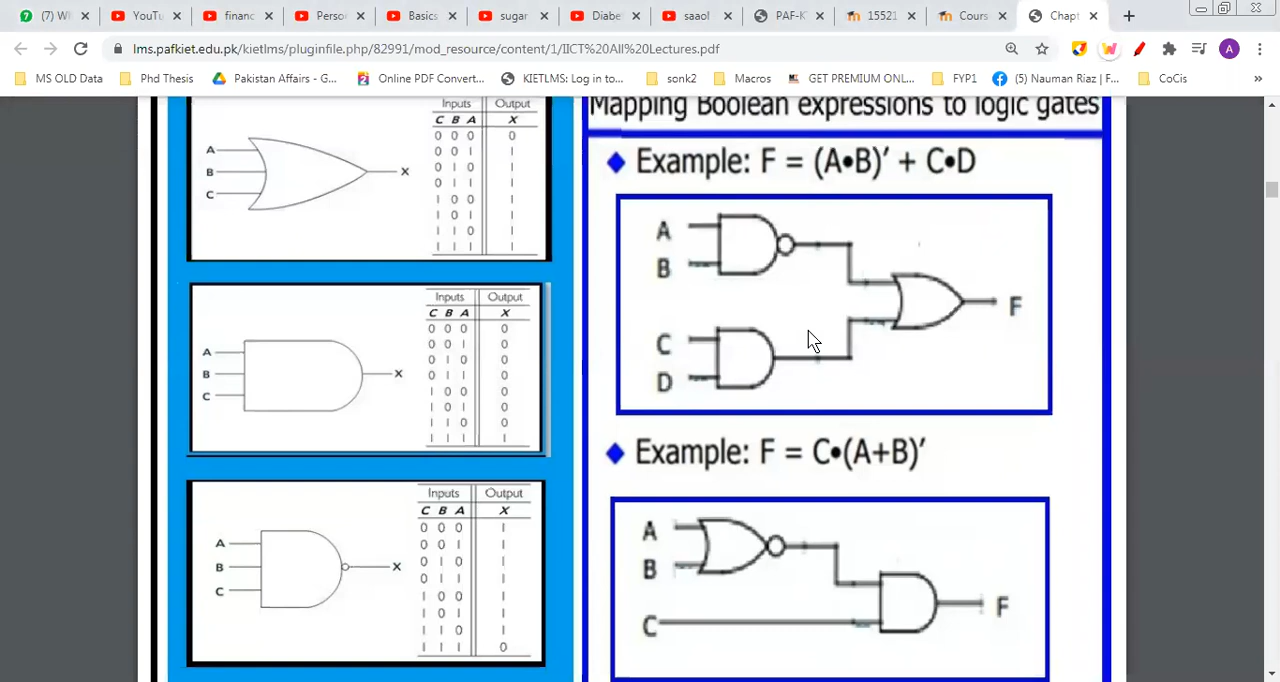 (7) W
YouTu
financ
Perso
Basics
sugar
Diabe
saaol
PAF-K
15521
Cours
Chapt
lms.pafkiet.edu.pk/kietlms/pluginfile.php/82991/mod_resource/content/1/IICT%20All%20Lectures.pdf
A
MS OLD Data
Phd Thesis
Pakistan Affairs - G...
Online PDF Convert...
KIETLMS: Log in to...
sonk2
Macros
GET PREMIUM ONL...
FYP1
(5) Nauman Riaz | F...
CoCis
»
Inputs Output
C B A X
0 0 0 0
0 0 1 1
0 1 0 1
0 1 1 1
1 0 0 1
1 0 1 1
1 1 0 1
1 1 1 1
A
B
C
X
Inputs Output
C B A X
0 0 0 0
0 0 1 0
0 1 0 0
0 1 1 0
1 0 0 0
1 0 1 0
1 1 0 0
1 1 1 1
A
B
C
X
Inputs Output
C B A X
0 0 0 1
0 0 1 1
0 1 0 1
0 1 1 1
1 0 0 1
1 0 1 1
1 1 0 1
1 1 1 0
A
B
C
X
Mapping Boolean expressions to logic gates
Example: F = (A•B)′ + C•D
A
B
C
D
F
Example: F = C•(A+B)′
A
B
C
F